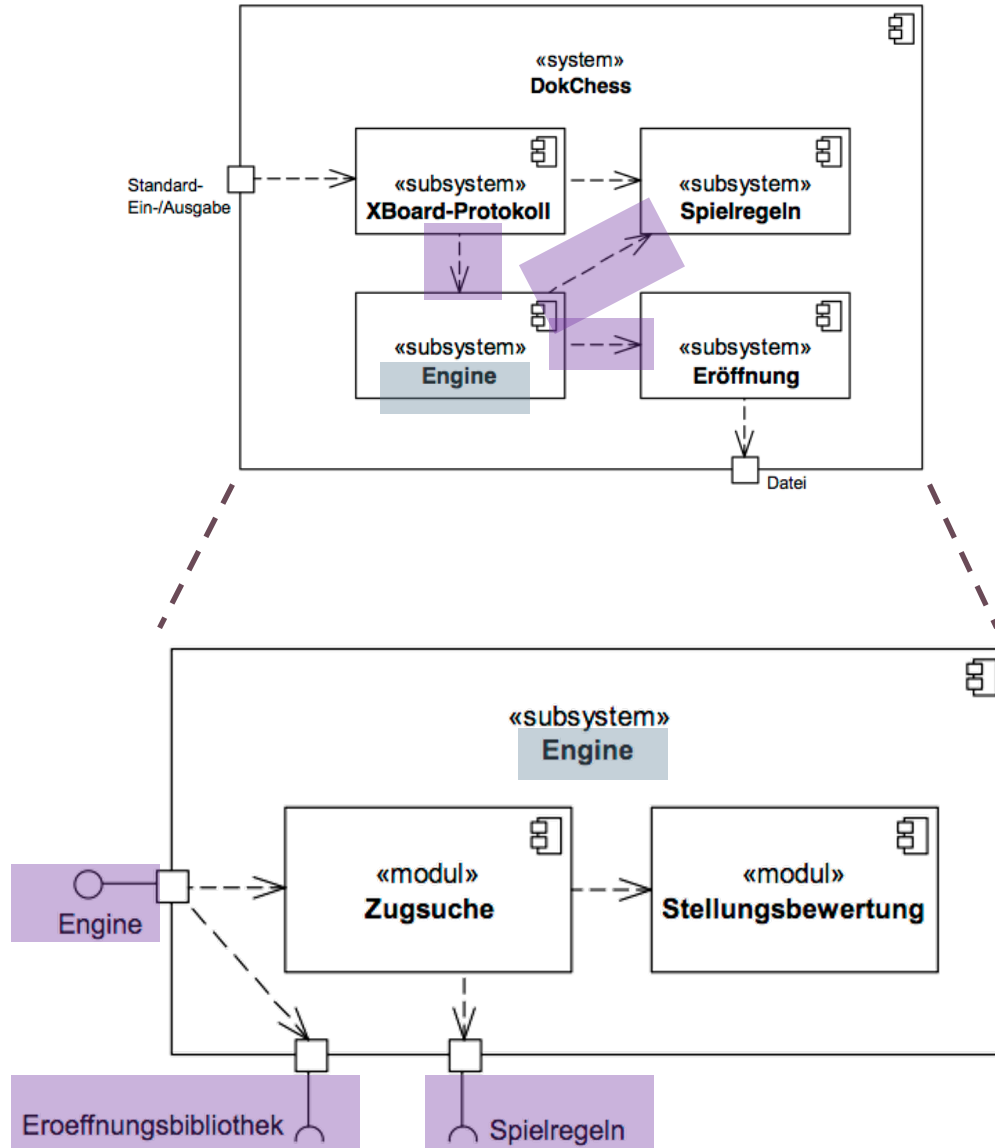 «system»
DokChess
Standard-
Ein-/Ausgabe
«subsystem»
XBoard-Protokoll
«subsystem»
Spielregeln
«subsystem»
Engine
«subsystem»
Eröffnung
Datei
«subsystem»
Engine
«modul»
Zugsuche
«modul»
Stellungsbewertung
Engine
Eroeffnungsbibliothek
Spielregeln